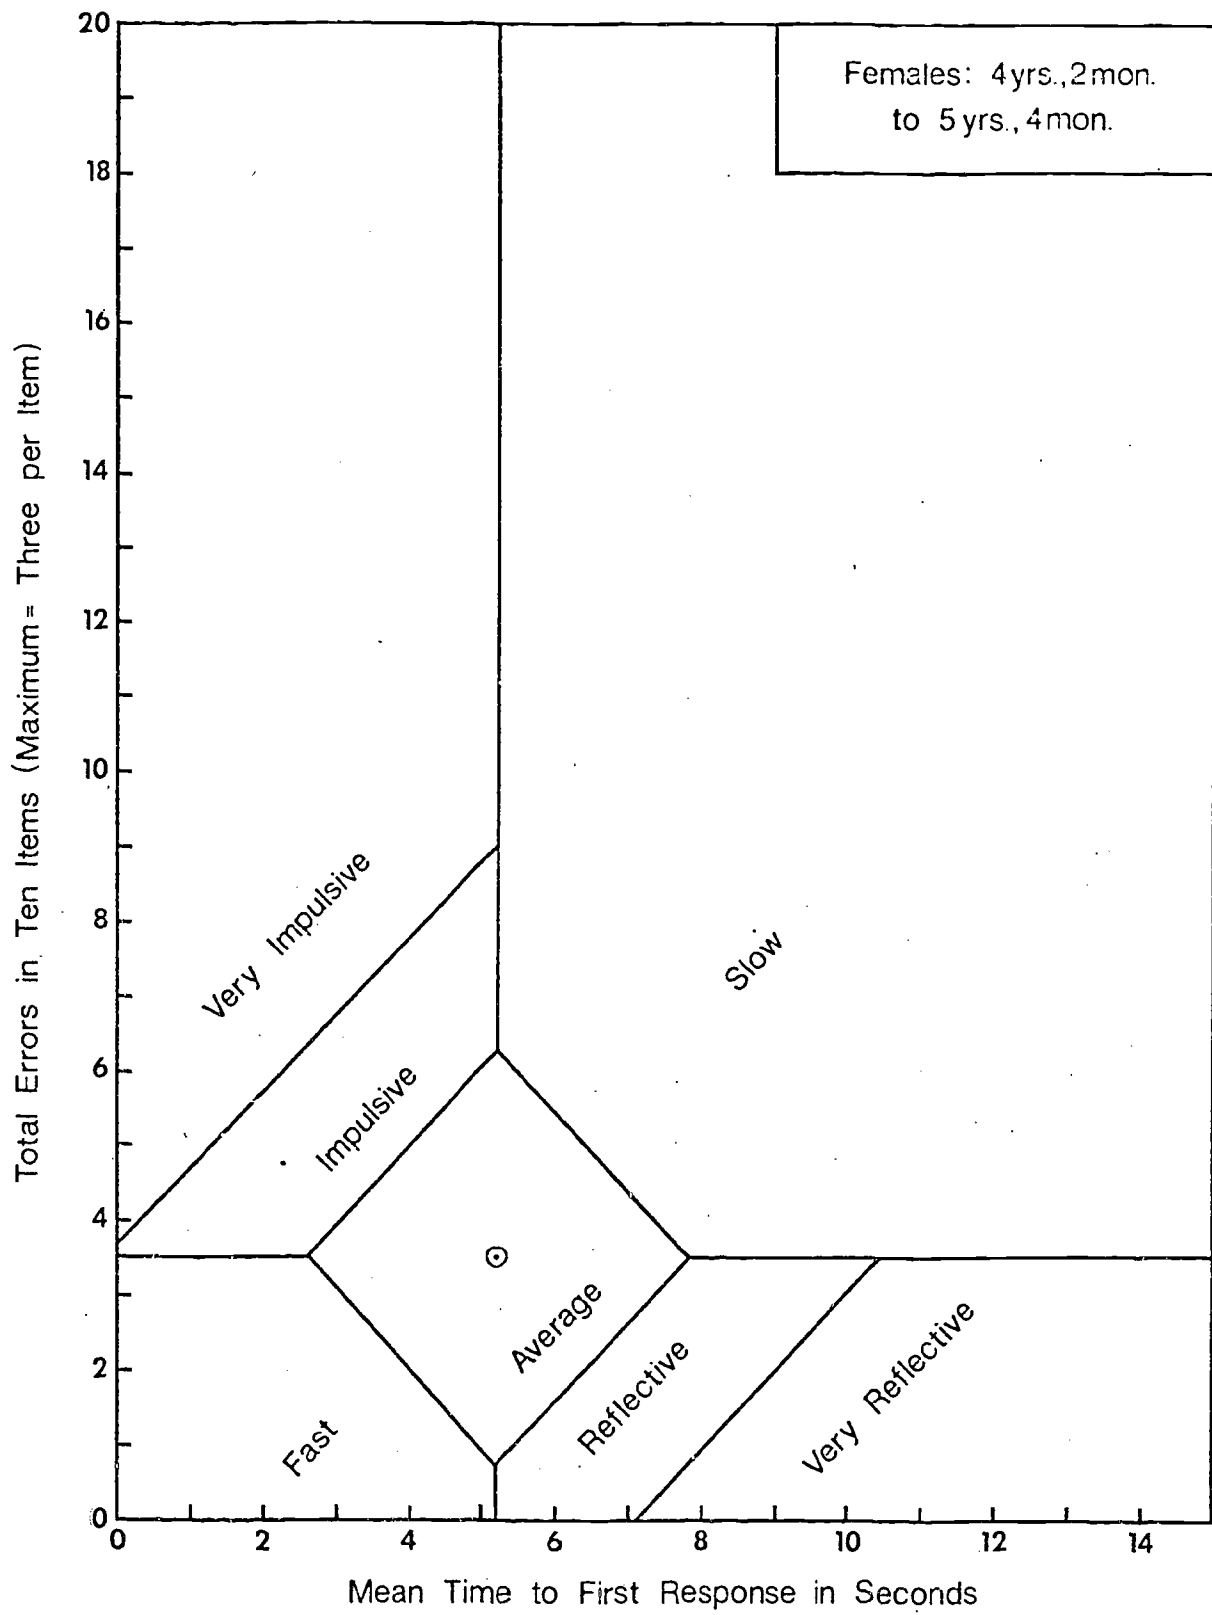 Females: 4yrs.,2mon.
to 5yrs.,4mon.
Total Errors in Ten Items (Maximum= Three per Item)
20
18
16
14
12
10
8
6
4
2
0
Very Impulsive
Impulsive
Slow
Average
Fast
Reflective
Very Reflective
0 2 4 6 8 10 12 14
Mean Time to First Response in Seconds